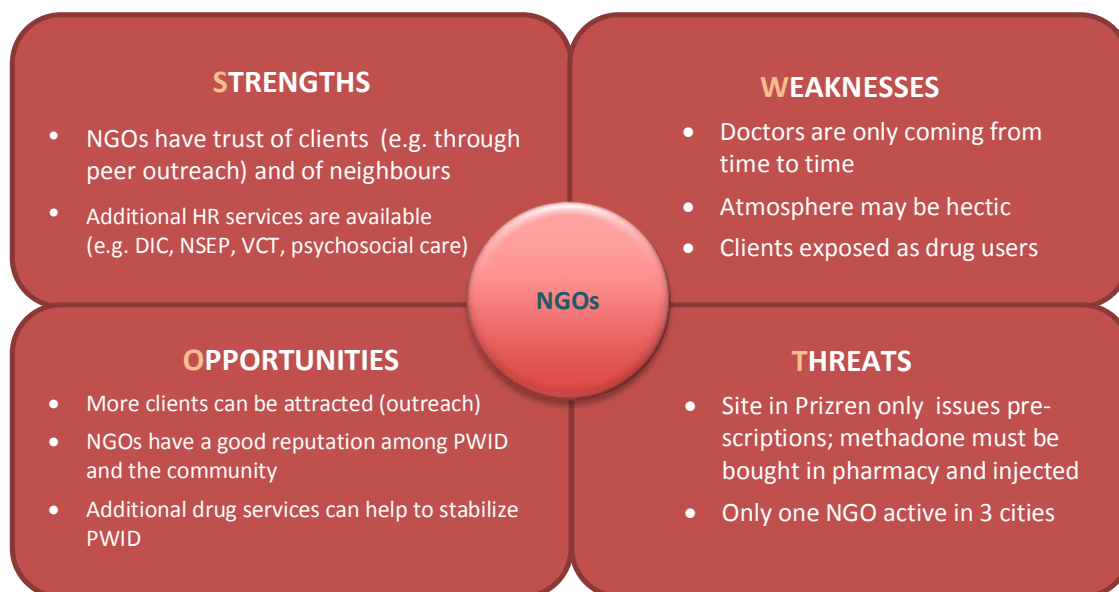 STRENGTHS
• NGOs have trust of clients (e.g. through
peer outreach) and of neighbours
• Additional HR services are available
(e.g. DIC, NSEP, VCT, psychosocial care)
WEAKNESSES
• Doctors are only coming from
time to time
• Atmosphere may be hectic
• Clients exposed as drug users
NGOs
OPPORTUNITIES
• More clients can be attracted (outreach)
• NGOs have a good reputation among PWID
and the community
• Additional drug services can help to stabilize
PWID
THREATS
• Site in Prizren only issues pre-
scriptions; methadone must be
bought in pharmacy and injected
• Only one NGO active in 3 cities